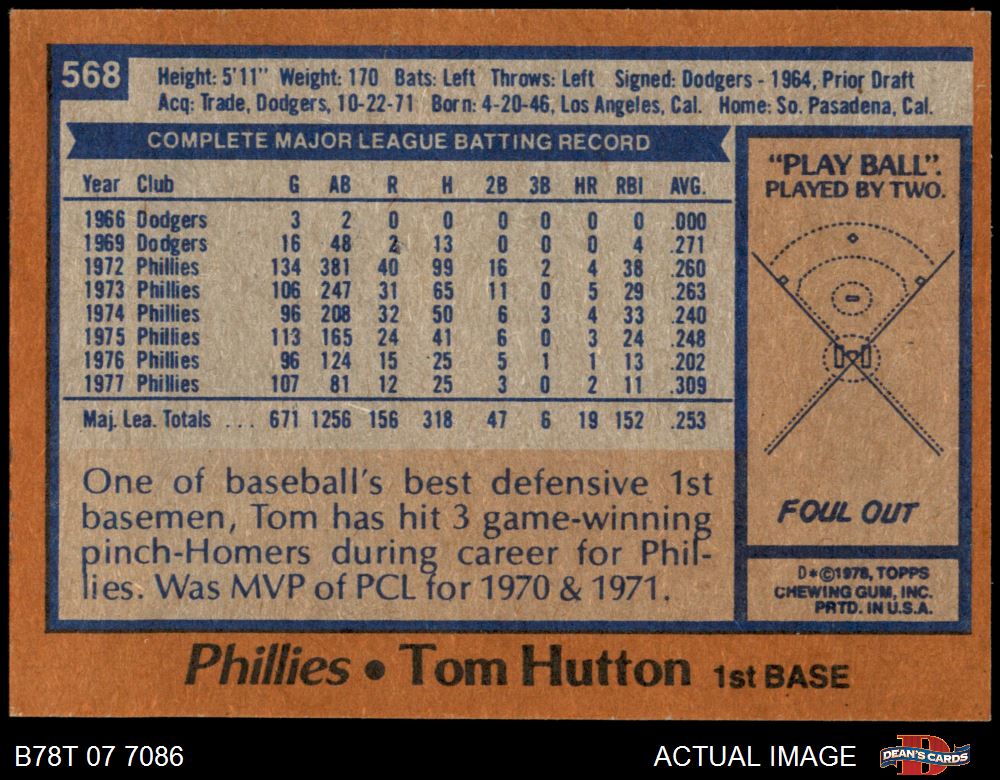 568
Height: 5'11" Weight: 170 Bats: Left Throws: Left Signed: Dodgers - 1964, Prior Draft
Acq: Trade, Dodgers, 10-22-71 Born: 4-20-46, Los Angeles, Cal. Home: So. Pasadena, Cal.
COMPLETE MAJOR LEAGUE BATTING RECORD
Year Club G AB R H 2B 3B HR RBI AVG.
1966 Dodgers 3 2 0 0 0 0 0 0 .000
1969 Dodgers 16 48 2 13 0 0 0 4 .271
1972 Phillies 134 381 40 99 16 2 4 38 .260
1973 Phillies 106 247 31 65 11 0 5 29 .263
1974 Phillies 96 208 32 50 6 3 4 33 .240
1975 Phillies 113 165 24 41 6 0 3 24 .248
1976 Phillies 96 124 15 25 5 1 1 13 .202
1977 Phillies 107 81 12 25 3 0 2 11 .309
Maj. Lea. Totals ... 671 1256 156 318 47 6 19 152 .253
One of baseball's best defensive 1st
basemen, Tom has hit 3 game-winning
pinch-Homers during career for Phil-
lies. Was MVP of PCL for 1970 & 1971.
"PLAY BALL".
PLAYED BY TWO.
FOUL OUT
D*©1978, TOPPS
CHEWING GUM, INC.
PRTD. IN U.S.A.
Phillies • Tom Hutton 1st BASE
B78T 07 7086
ACTUAL IMAGE
D
DEAN'S CARDS